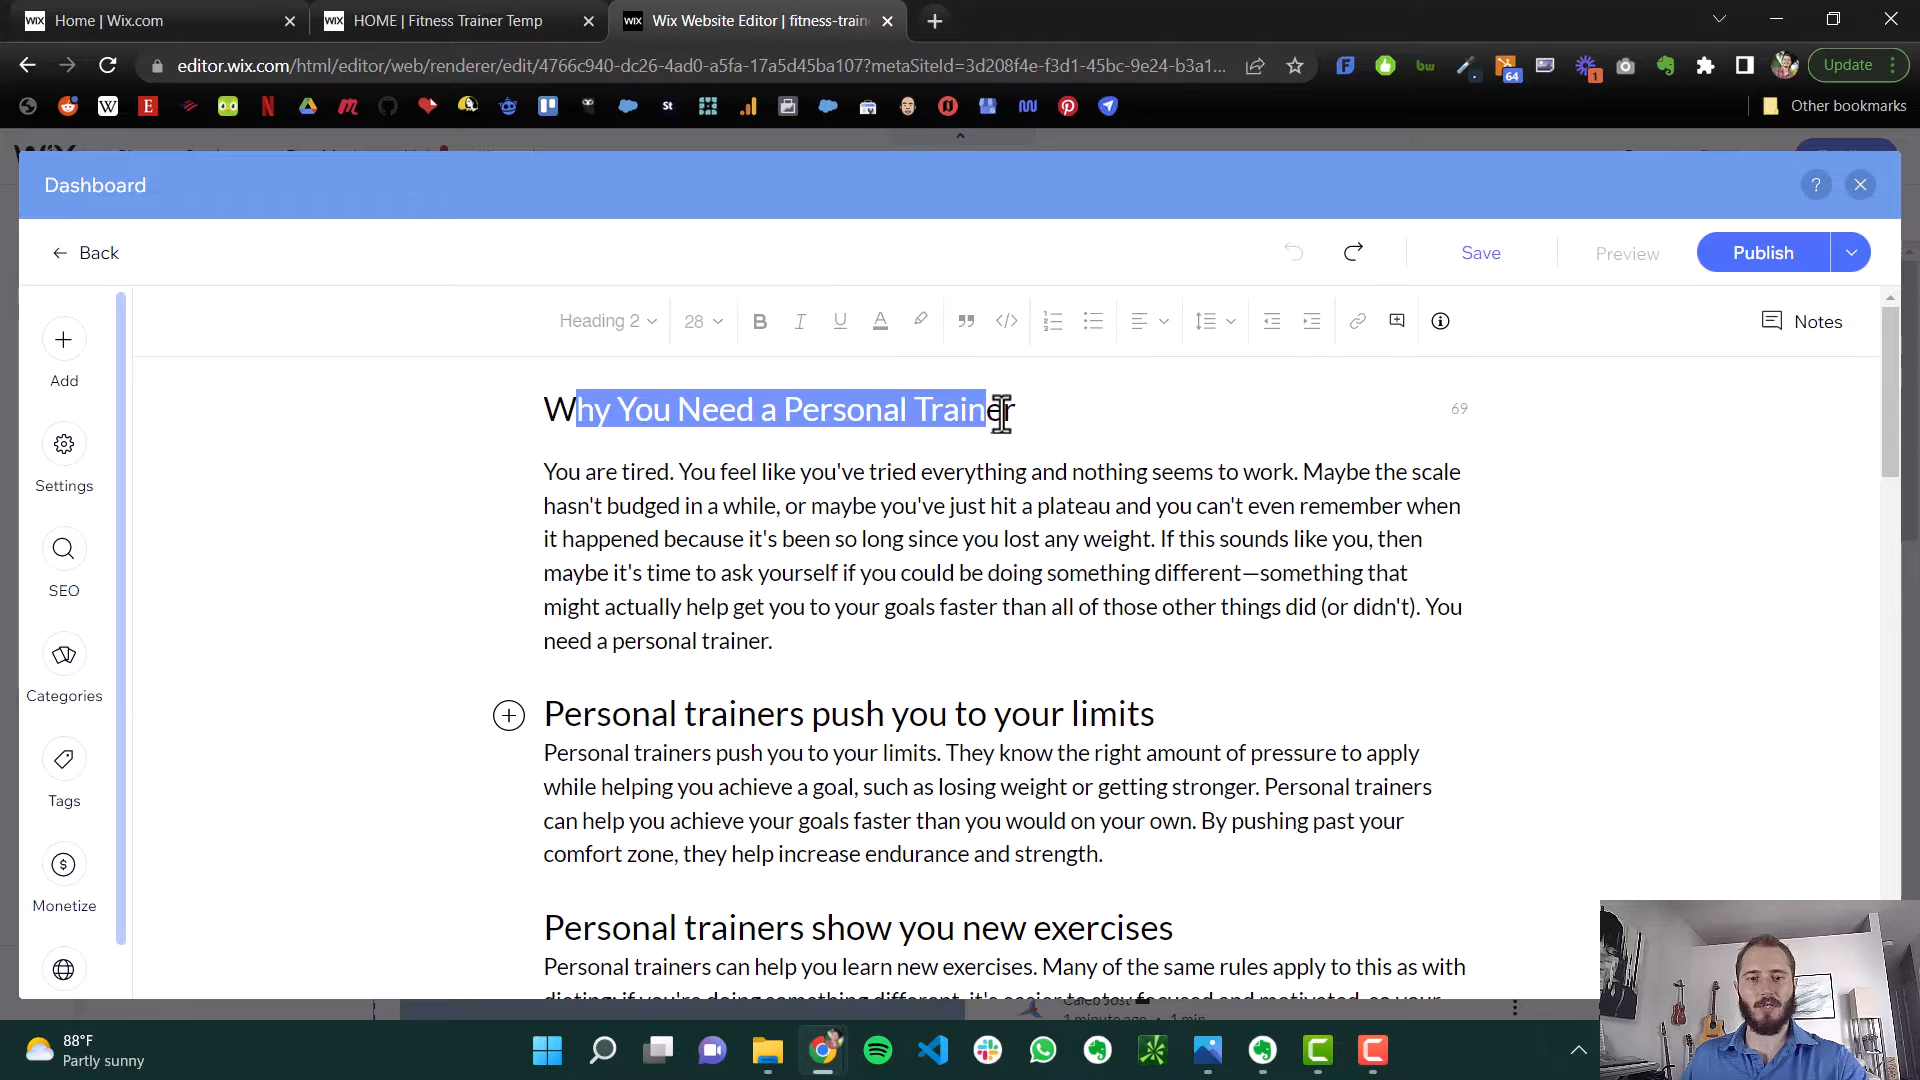 Home | Wix.com
HOME | Fitness Trainer Temp
Wix Website Editor | fitness-train
editor.wix.com/html/editor/web/renderer/edit/4766c940-dc26-4ad0-a5fa-17a5d45ba107?metaSiteId=3d208f4e-f3d1-45bc-9e24-b3a1...
bw
64
1
Update
Other bookmarks
Dashboard
?
Back
Save
Preview
Publish
Heading 2
28
B
I
U
A
Notes
Add
Settings
SEO
Categories
Tags
Monetize
Why You Need a Personal Trainer
69
You are tired. You feel like you've tried everything and nothing seems to work. Maybe the scale
hasn't budged in a while, or maybe you've just hit a plateau and you can't even remember when
it happened because it's been so long since you lost any weight. If this sounds like you, then
maybe it's time to ask yourself if you could be doing something different—something that
might actually help get you to your goals faster than all of those other things did (or didn't). You
need a personal trainer.
Personal trainers push you to your limits
Personal trainers push you to your limits. They know the right amount of pressure to apply
while helping you achieve a goal, such as losing weight or getting stronger. Personal trainers
can help you achieve your goals faster than you would on your own. By pushing past your
comfort zone, they help increase endurance and strength.
Personal trainers show you new exercises
Personal trainers can help you learn new exercises. Many of the same rules apply to this as with
88°F
Partly sunny